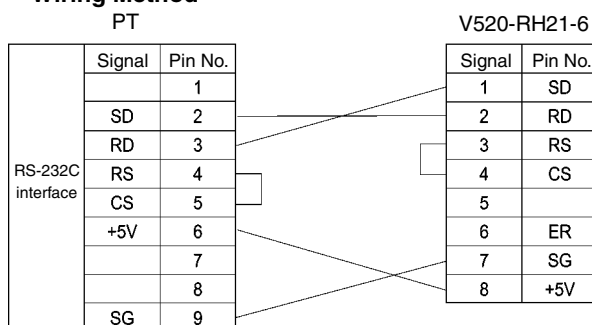 Wiring Method
PT
V520-RH21-6
Signal Pin No.
1
SD 2
RD 3
RS 4
CS 5
+5V 6
7
8
SG 9
RS-232C
interface
Signal Pin No.
1 SD
2 RD
3 RS
4 CS
5
6 ER
7 SG
8 +5V